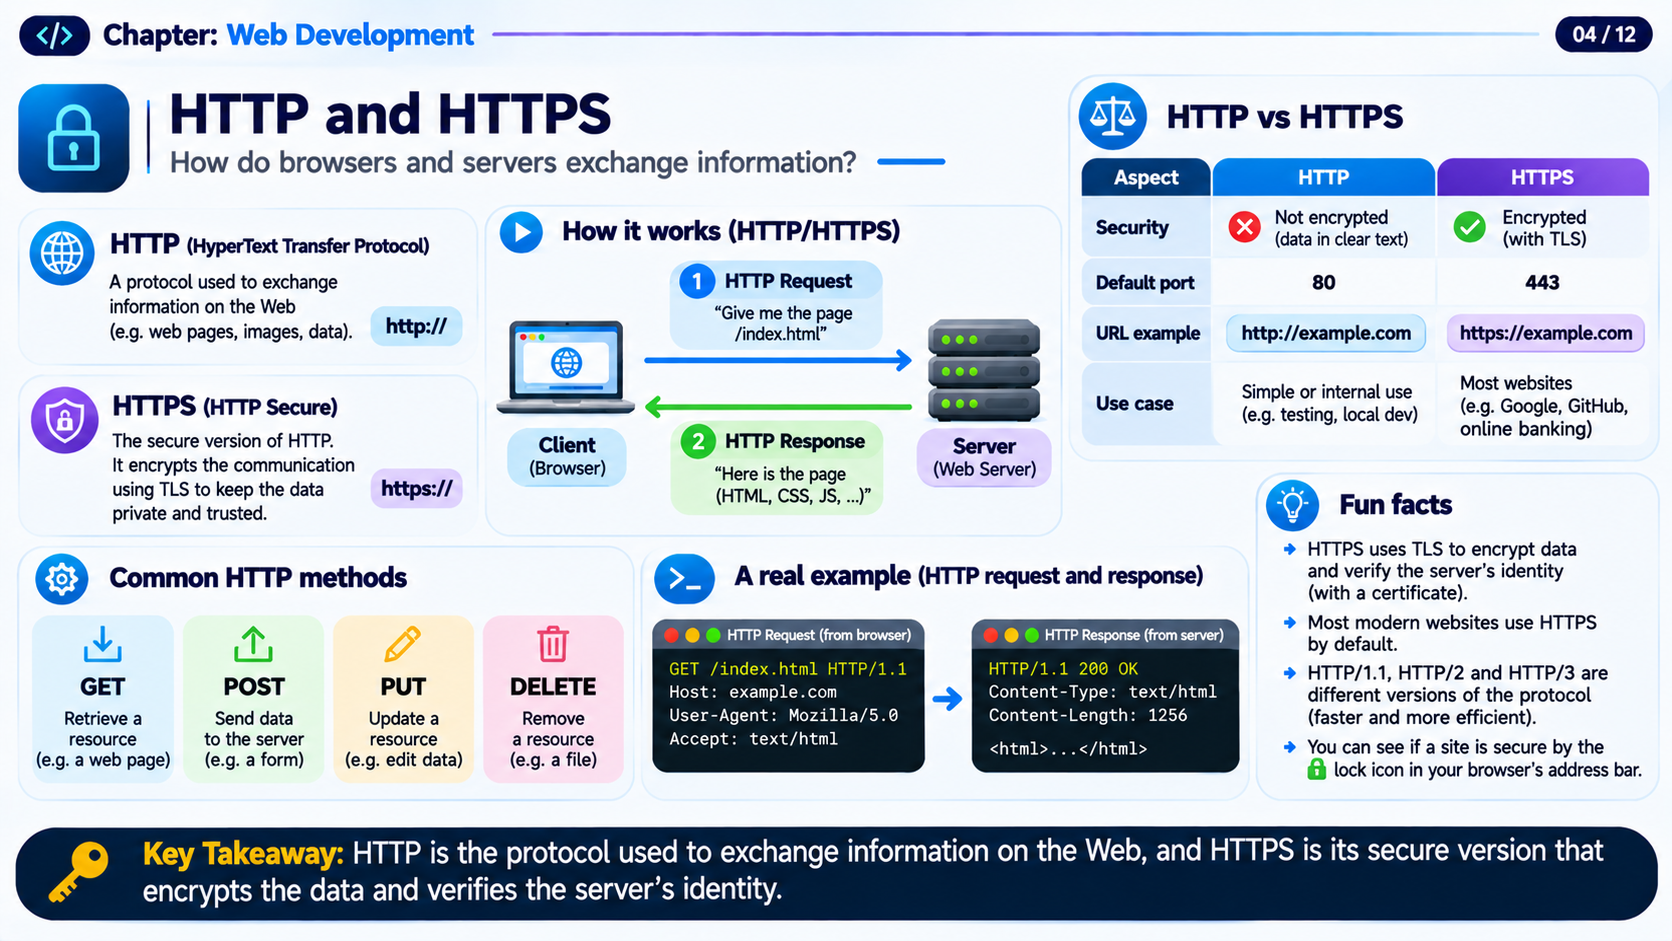 </> Chapter: Web Development
04 / 12
HTTP and HTTPS
How do browsers and servers exchange information?
HTTP (HyperText Transfer Protocol)
A protocol used to exchange
information on the Web
(e.g. web pages, images, data).
http://
HTTPS (HTTP Secure)
The secure version of HTTP.
It encrypts the communication
using TLS to keep the data
private and trusted.
https://
How it works (HTTP/HTTPS)
1 HTTP Request
“Give me the page
/index.html”
Client
(Browser)
2 HTTP Response
“Here is the page
(HTML, CSS, JS, ...)”
Server
(Web Server)
HTTP vs HTTPS
Aspect HTTP HTTPS
Security
Not encrypted
(data in clear text)
Encrypted
(with TLS)
Default port 80 443
URL example http://example.com https://example.com
Use case
Simple or internal use
(e.g. testing, local dev)
Most websites
(e.g. Google, GitHub,
online banking)
Common HTTP methods
GET
Retrieve a
resource
(e.g. a web page)
POST
Send data
to the server
(e.g. a form)
PUT
Update a
resource
(e.g. edit data)
DELETE
Remove
a resource
(e.g. a file)
>_ A real example (HTTP request and response)
HTTP Request (from browser)
GET /index.html HTTP/1.1
Host: example.com
User-Agent: Mozilla/5.0
Accept: text/html
HTTP Response (from server)
HTTP/1.1 200 OK
Content-Type: text/html
Content-Length: 1256
<html>...</html>
Fun facts
HTTPS uses TLS to encrypt data
and verify the server’s identity
(with a certificate).
Most modern websites use HTTPS
by default.
HTTP/1.1, HTTP/2 and HTTP/3 are
different versions of the protocol
(faster and more efficient).
You can see if a site is secure by the
lock icon in your browser’s address bar.
Key Takeaway: HTTP is the protocol used to exchange information on the Web, and HTTPS is its secure version that
encrypts the data and verifies the server’s identity.